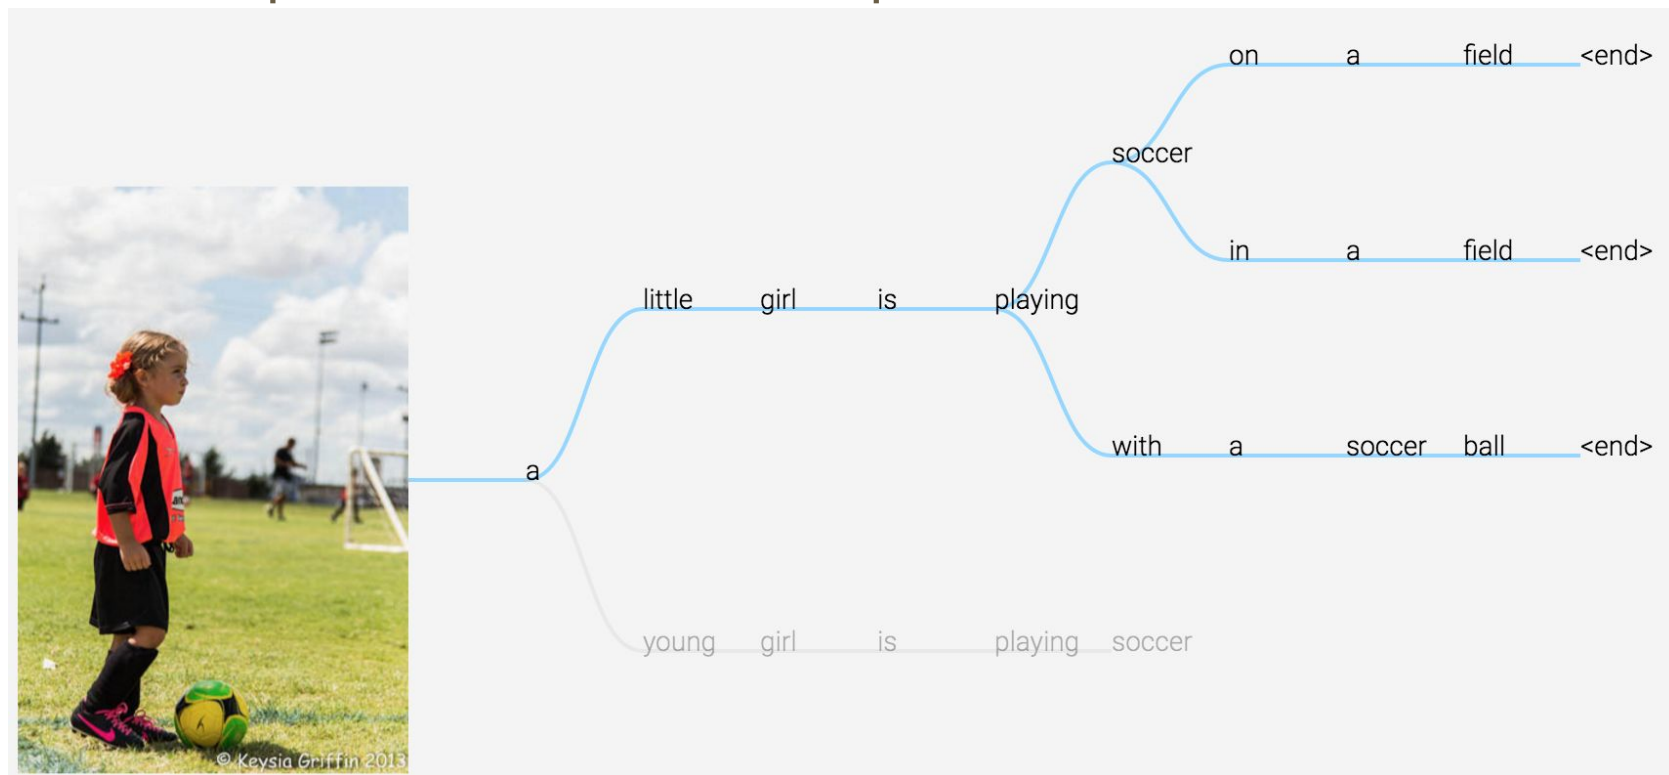 on a field <end>
soccer
in a field <end>
little girl is playing
with a soccer ball <end>
a
young girl is playing soccer
© Keysia Griffin 2013